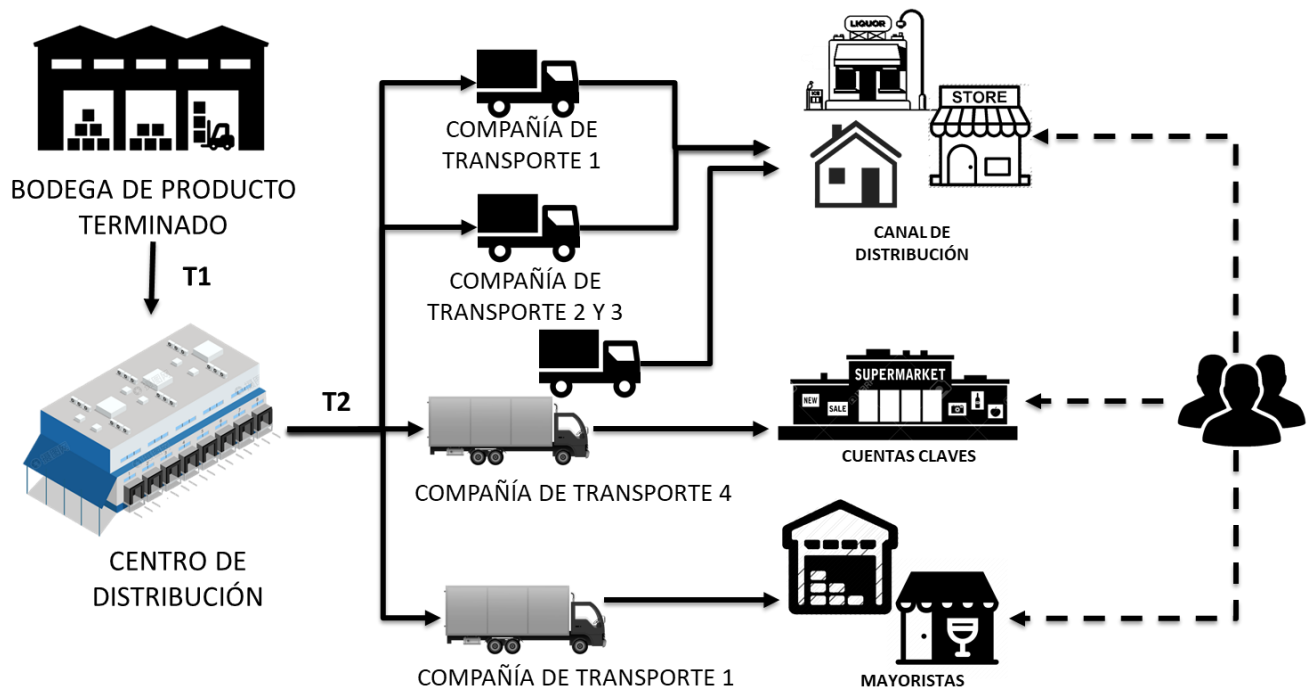 BODEGA DE PRODUCTO
TERMINADO
T1
CENTRO DE
DISTRIBUCIÓN
T2
COMPAÑÍA DE
TRANSPORTE 1
COMPAÑÍA DE
TRANSPORTE 2 Y 3
COMPAÑÍA DE TRANSPORTE 4
COMPAÑÍA DE TRANSPORTE 1
LIQUOR
STORE
CANAL DE
DISTRIBUCIÓN
SUPERMARKET
NEW
SALE
CUENTAS CLAVES
MAYORISTAS